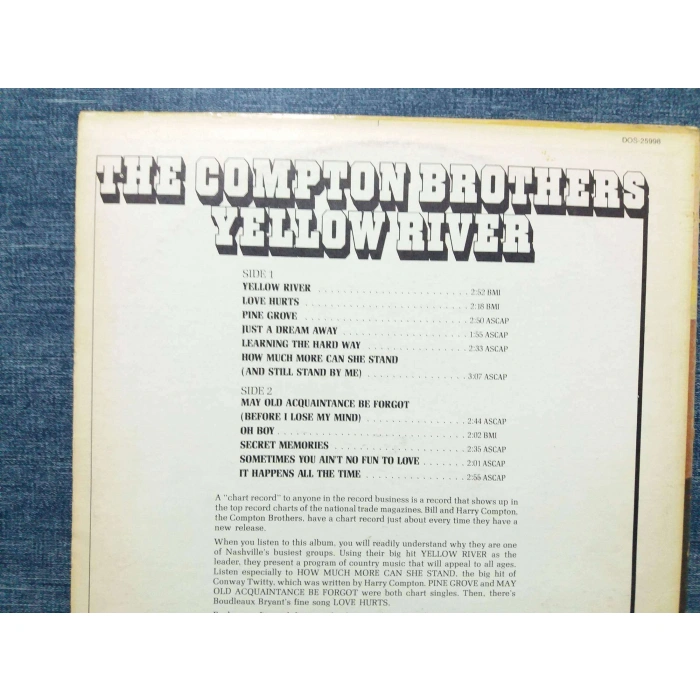 DOS-25998
THE COMPTON BROTHERS
YELLOW RIVER
SIDE 1
YELLOW RIVER . . . . . . . . . . . . . . . . . . . . . . 2:52 BMI
LOVE HURTS . . . . . . . . . . . . . . . . . . . . . . . . 2:18 BMI
PINE GROVE . . . . . . . . . . . . . . . . . . . . . . . . 2:50 ASCAP
JUST A DREAM AWAY . . . . . . . . . . . . . . . . . . 1:55 ASCAP
LEARNING THE HARD WAY . . . . . . . . . . . . . . . 2:33 ASCAP
HOW MUCH MORE CAN SHE STAND
(AND STILL STAND BY ME) . . . . . . . . . . . . . . . 3:07 ASCAP
SIDE 2
MAY OLD ACQUAINTANCE BE FORGOT
(BEFORE I LOSE MY MIND) . . . . . . . . . . . . . . . 2:44 ASCAP
OH BOY . . . . . . . . . . . . . . . . . . . . . . . . . . . 2:02 BMI
SECRET MEMORIES . . . . . . . . . . . . . . . . . . . . 2:35 ASCAP
SOMETIMES YOU AIN'T NO FUN TO LOVE . . . . . . . 2:01 ASCAP
IT HAPPENS ALL THE TIME . . . . . . . . . . . . . . . 2:55 ASCAP
A "chart record" to anyone in the record business is a record that shows up in
the top record charts of the national trade magazines. Bill and Harry Compton,
the Compton Brothers, have a chart record just about every time they have a
new release.
When you listen to this album, you will readily understand why they are one
of Nashville's busiest groups. Using their big hit YELLOW RIVER as the
leader, they present a program of country music that will appeal to all ages.
Listen especially to HOW MUCH MORE CAN SHE STAND, the big hit of
Conway Twitty, which was written by Harry Compton. PINE GROVE and MAY
OLD ACQUAINTANCE BE FORGOT were both chart singles. Then, there's
Boudleaux Bryant's fine song LOVE HURTS.